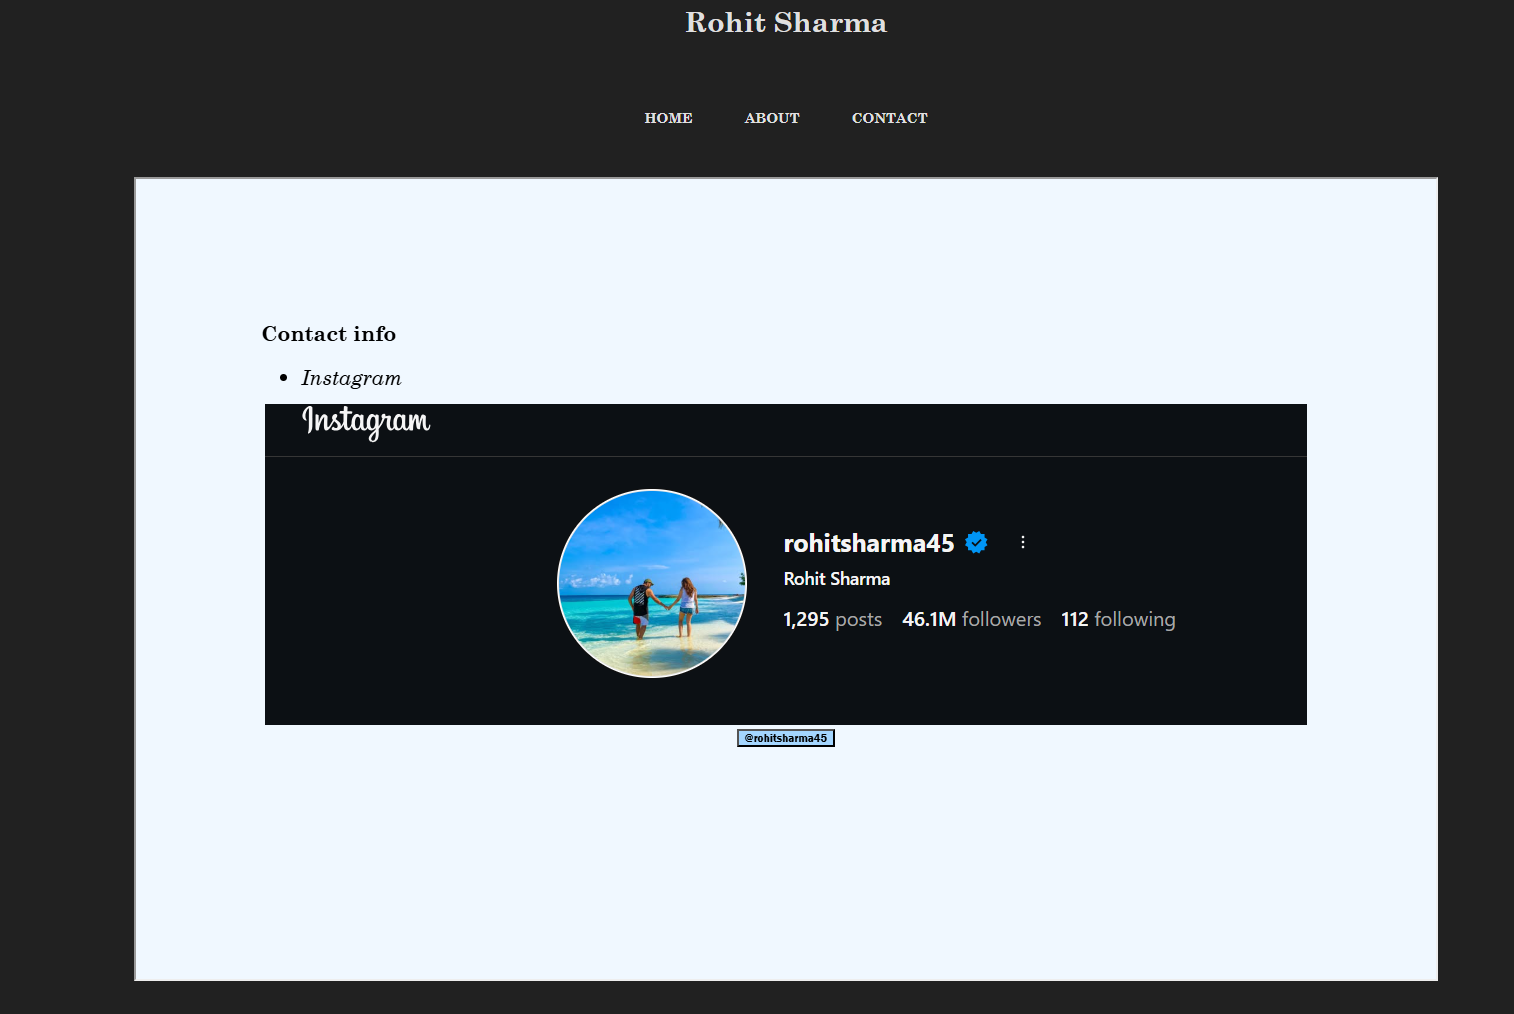 Rohit Sharma
HOME ABOUT CONTACT
Contact info
Instagram
Instagram
rohitsharma45
Rohit Sharma
1,295 posts 46.1M followers 112 following
@rohitsharma45